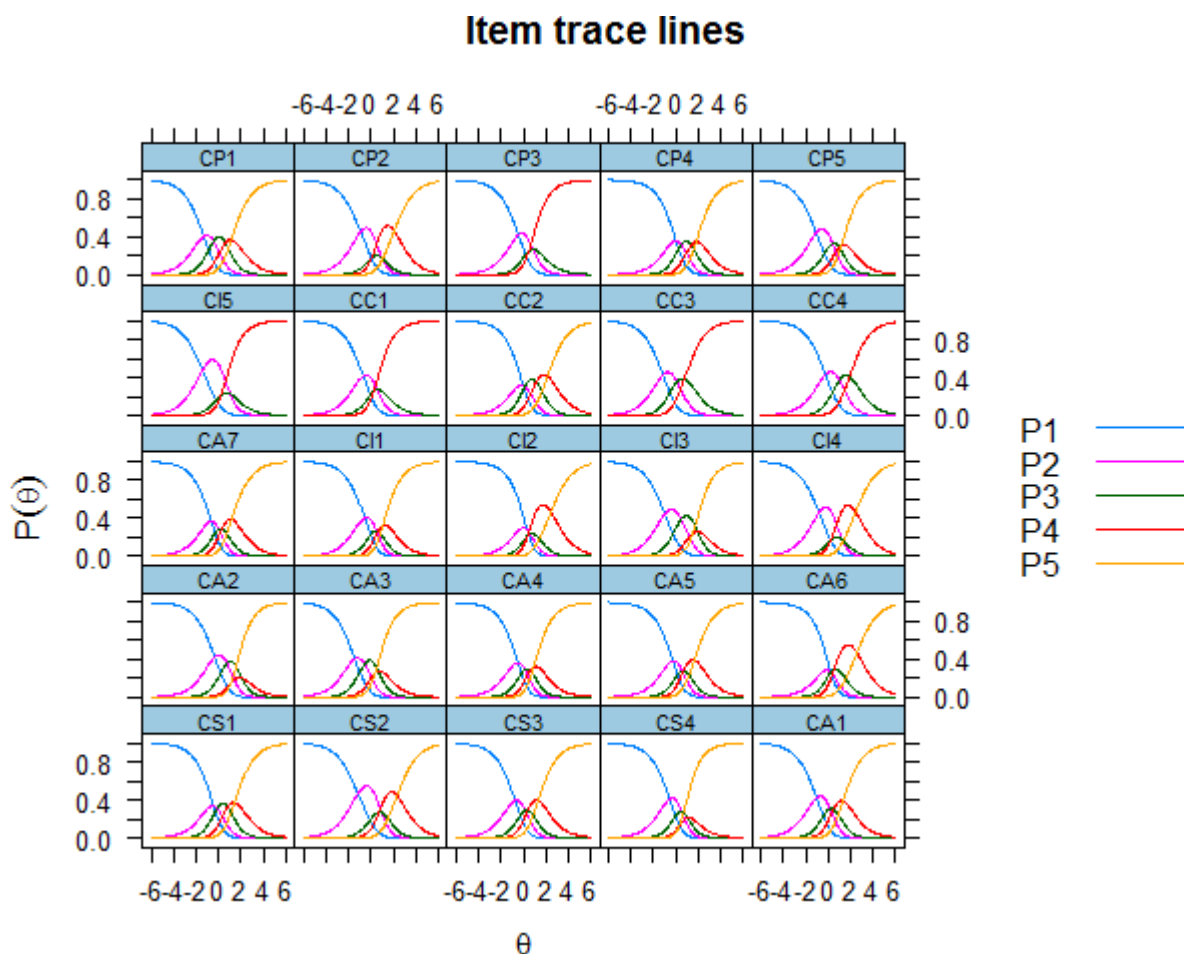 Item trace lines
-6-4-2 0 2 4 6 -6-4-2 0 2 4 6
CP1 CP2 CP3 CP4 CP5
0.8
0.4
0.0
CI5 CC1 CC2 CC3 CC4
0.8
0.4
0.0
CA7 CI1 CI2 CI3 CI4
0.8
0.4
0.0
CA2 CA3 CA4 CA5 CA6
0.8
0.4
0.0
CS1 CS2 CS3 CS4 CA1
0.8
0.4
0.0
-6-4-2 0 2 4 6 -6-4-2 0 2 4 6 -6-4-2 0 2 4 6
θ
P(θ)
P1
P2
P3
P4
P5